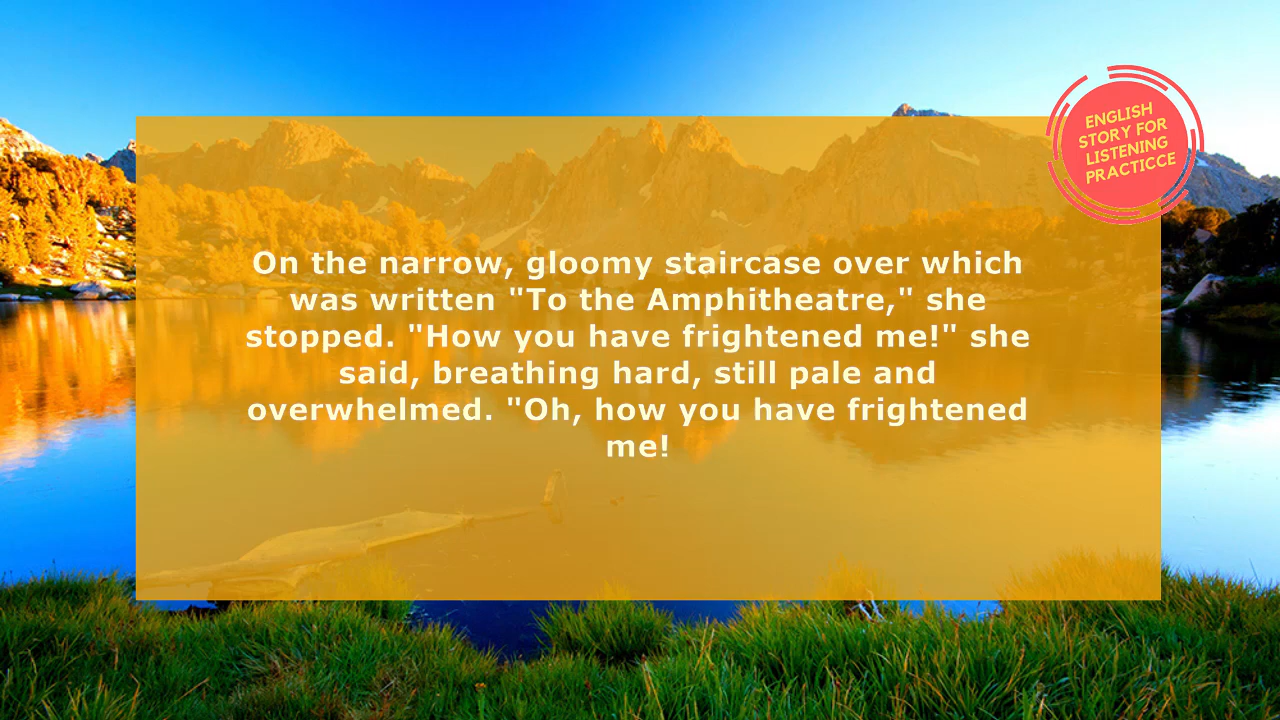 ENGLISH
STORY FOR
LISTENING
PRACTICCE
On the narrow, gloomy staircase over which
was written "To the Amphitheatre," she
stopped. "How you have frightened me!" she
said, breathing hard, still pale and
overwhelmed. "Oh, how you have frightened
me!